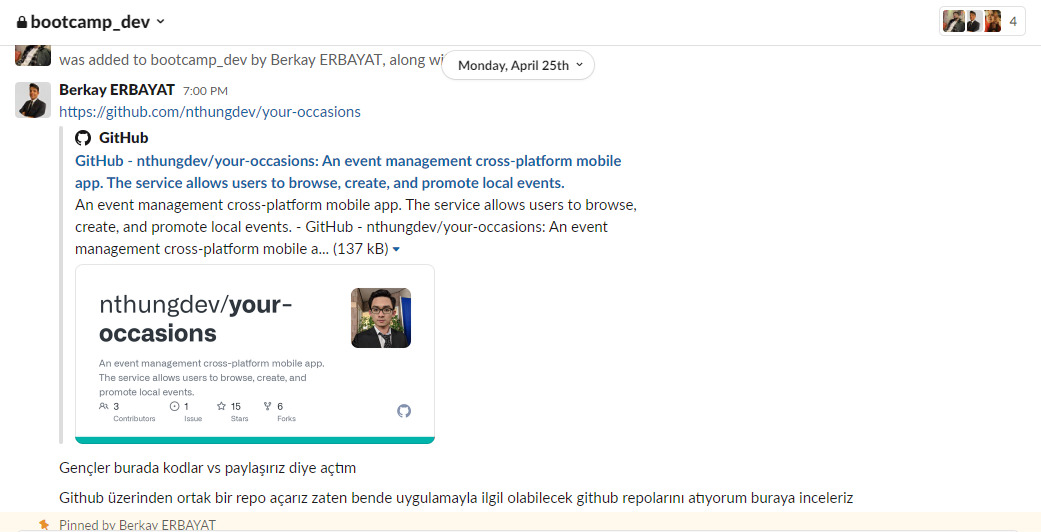 bootcamp_dev
4
was added to bootcamp_dev by Berkay ERBAYAT, along wi
Monday, April 25th
Berkay ERBAYAT 7:00 PM
https://github.com/nthungdev/your-occasions
GitHub
GitHub - nthungdev/your-occasions: An event management cross-platform mobile
app. The service allows users to browse, create, and promote local events.
An event management cross-platform mobile app. The service allows users to browse,
create, and promote local events. - GitHub - nthungdev/your-occasions: An event
management cross-platform mobile a... (137 kB)
nthungdev/your-
occasions
An event management cross-platform mobile app.
The service allows users to browse, create, and
promote local events.
3 1 15 6
Contributors Issue Stars Forks
Gençler burada kodlar vs paylaşırız diye açtım
Github üzerinden ortak bir repo açarız zaten bende uygulamayla ilgil olabilecek github repolarını atıyorum buraya inceleriz
Pinned by Berkay ERBAYAT